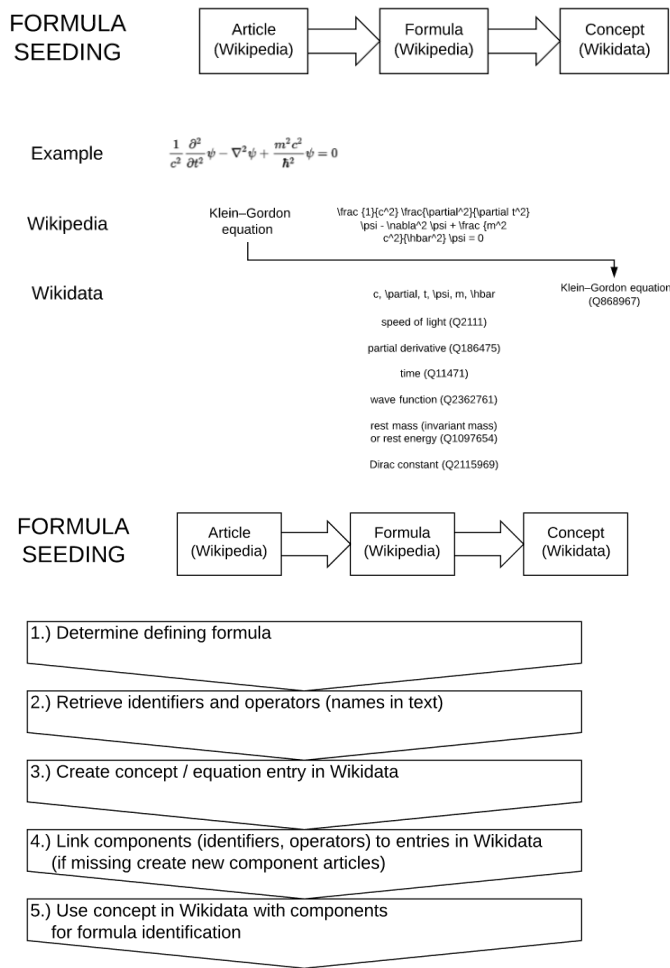 FORMULA
SEEDING
Article
(Wikipedia)
Formula
(Wikipedia)
Concept
(Wikidata)
Example
1/c² ∂²/∂t² ψ − ∇²ψ + m²c²/ħ² ψ = 0
Wikipedia
Klein–Gordon
equation
\frac {1}{c^2} \frac{\partial^2}{\partial t^2}
\psi - \nabla^2 \psi + \frac {m^2
c^2}{\hbar^2} \psi = 0
Wikidata
c, \partial, t, \psi, m, \hbar
Klein–Gordon equation
(Q868967)
speed of light (Q2111)
partial derivative (Q186475)
time (Q11471)
wave function (Q2362761)
rest mass (invariant mass)
or rest energy (Q1097654)
Dirac constant (Q2115969)
FORMULA
SEEDING
Article
(Wikipedia)
Formula
(Wikipedia)
Concept
(Wikidata)
1.) Determine defining formula
2.) Retrieve identifiers and operators (names in text)
3.) Create concept / equation entry in Wikidata
4.) Link components (identifiers, operators) to entries in Wikidata
(if missing create new component articles)
5.) Use concept in Wikidata with components
for formula identification